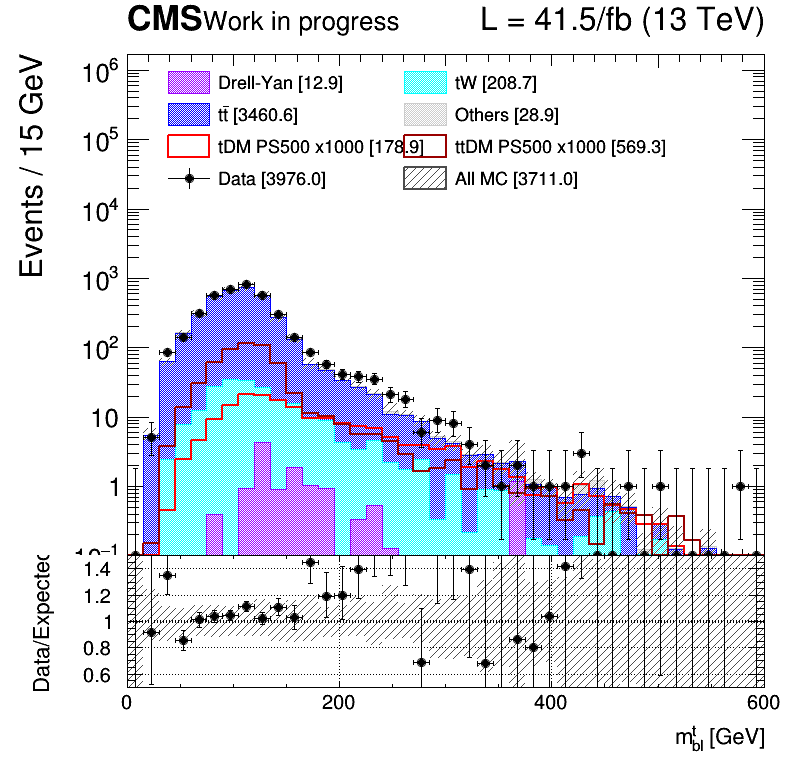 CMS Work in progress L = 41.5/fb (13 TeV)
Events / 15 GeV
10⁶
10⁵
10⁴
10³
10²
10
1
10⁻¹
Drell-Yan [12.9] tW [208.7]
tt̄ [3460.6] Others [28.9]
tDM PS500 x1000 [178.9] ttDM PS500 x1000 [569.3]
Data [3976.0] All MC [3711.0]
Data/Expected
1.4
1.2
1
0.8
0.6
0 200 400 600
m^t_bl [GeV]